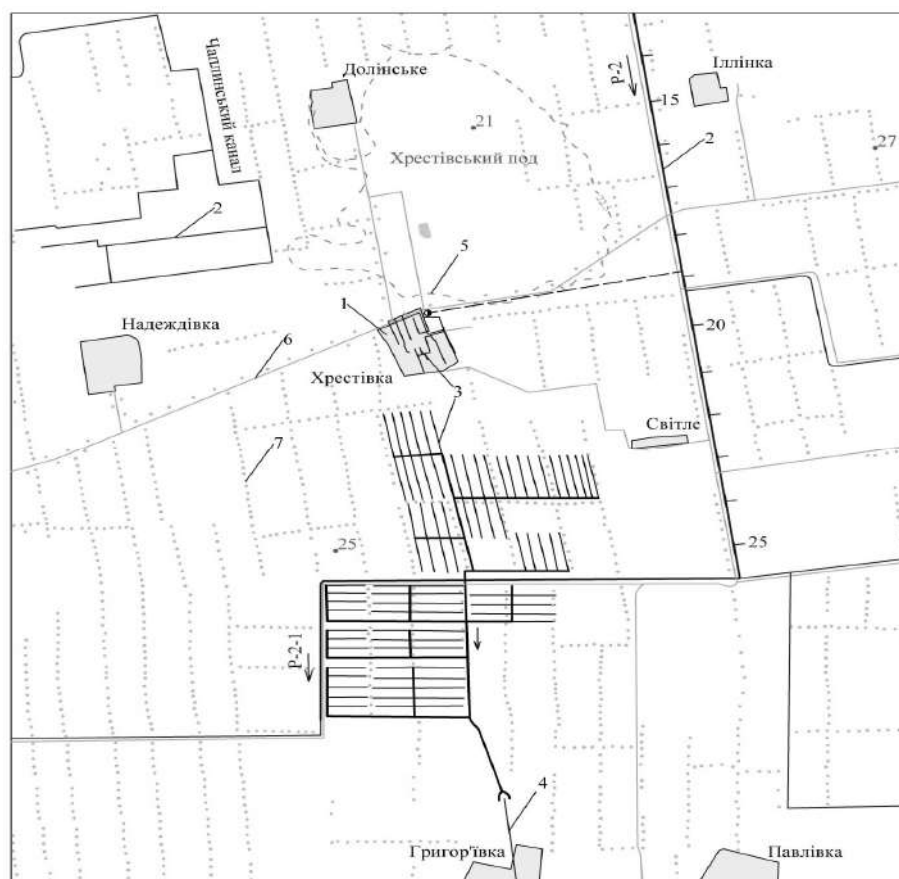 Чаплинський канал
Долінське
Р-2
Іллінка
15
21
27
Хрестівський под
2
2
5
1
20
Надеждівка
6
Хрестівка
3
Світле
7
25
25
Р-2-1
4
Григор'ївка
Павлівка